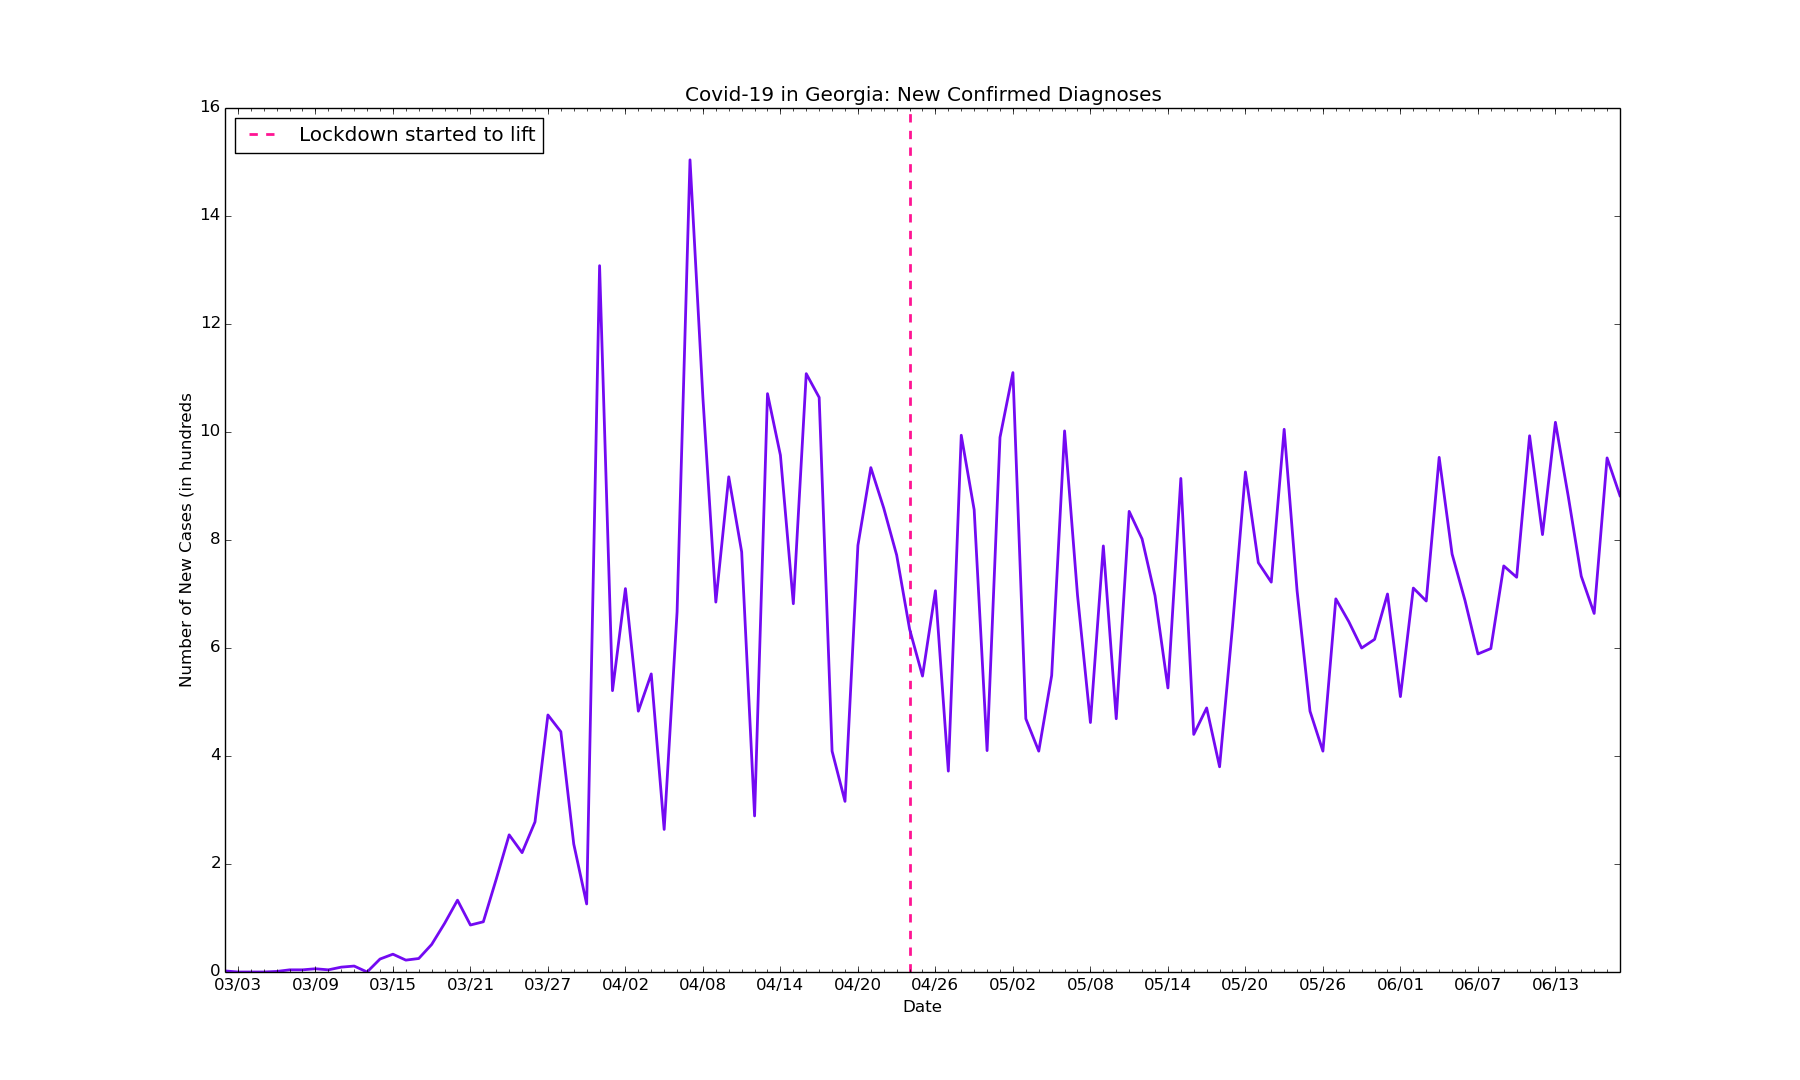 Covid-19 in Georgia: New Confirmed Diagnoses
Lockdown started to lift
Number of New Cases (in hundreds
16
14
12
10
8
6
4
2
0
03/03 03/09 03/15 03/21 03/27 04/02 04/08 04/14 04/20 04/26 05/02 05/08 05/14 05/20 05/26 06/01 06/07 06/13
Date